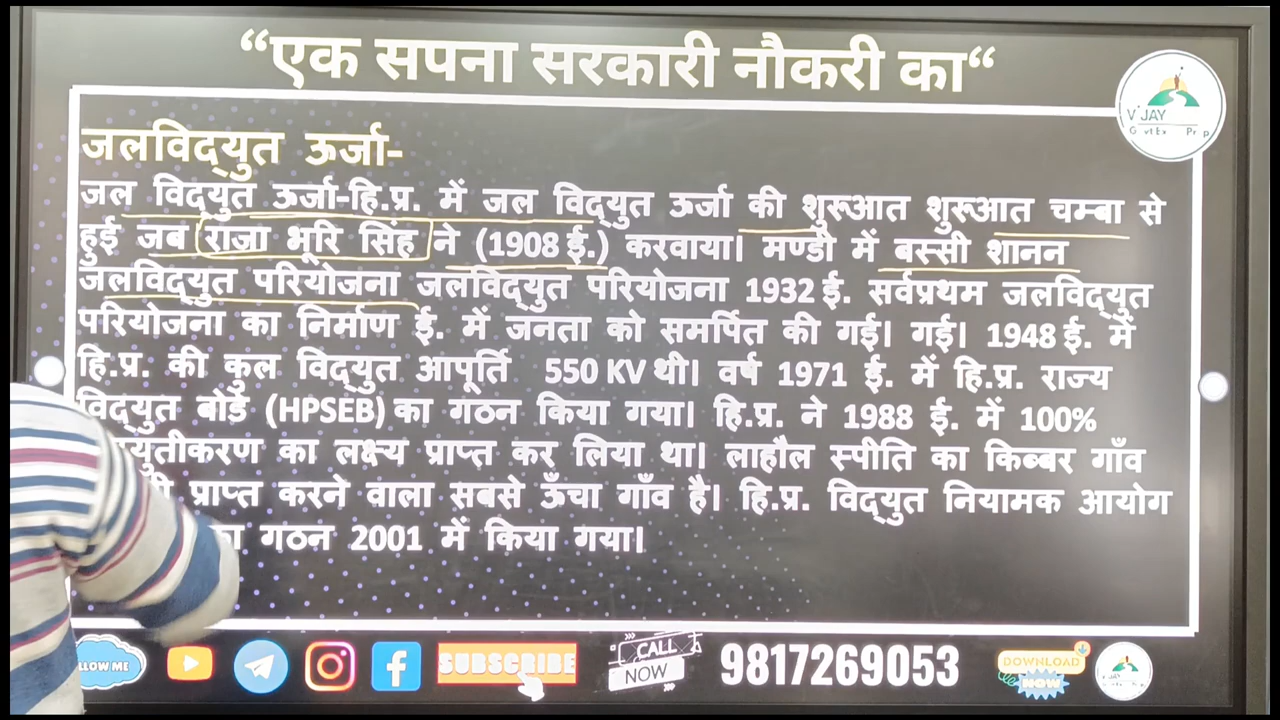 “एक सपना सरकारी नौकरी का“
V JAY
जलविद्युत ऊर्जा-
जल विद्युत ऊर्जा-हि.प्र. में जल विद्युत ऊर्जा की शुरूआत शुरूआत चम्बा से
हुई जब राजा भूरि सिंह ने (1908 ई.) करवाया। मण्डी में बस्सी शानन
जलविद्युत परियोजना जलविद्युत परियोजना 1932 ई. सर्वप्रथम जलविद्युत
परियोजना का निर्माण ई. में जनता को समर्पित की गई। गई। 1948 ई. में
हि.प्र. की कुल विद्युत आपूर्ति 550 KV थी। वर्ष 1971 ई. में हि.प्र. राज्य
विद्युत बोर्ड (HPSEB) का गठन किया गया। हि.प्र. ने 1988 ई. में 100%
का लक्ष्य प्राप्त कर लिया था। लाहौल स्पीति का किब्बर गाँव
प्राप्त करने वाला सबसे ऊँचा गाँव है। हि.प्र. विद्युत नियामक आयोग
गठन 2001 में किया गया।
ME
SUBSCRIBE
CALL
NOW
9817269053
DOWNLOAD
NOW